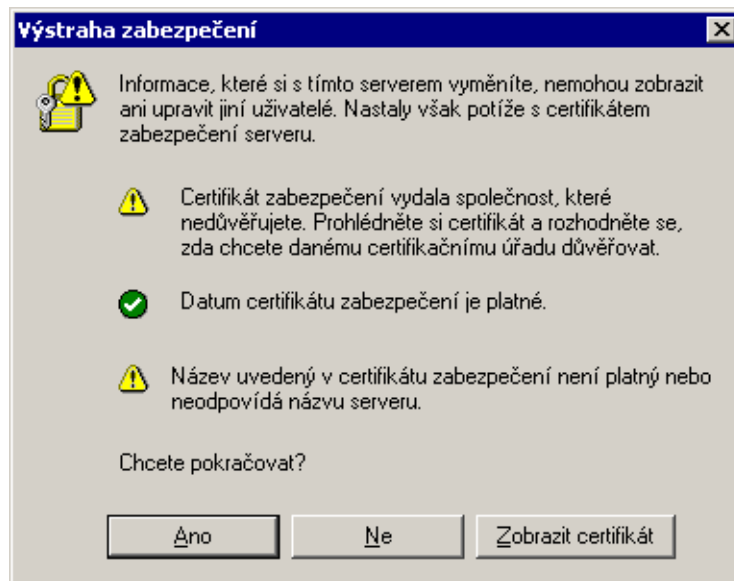 Výstraha zabezpečení
Informace, které si s tímto serverem vyměníte, nemohou zobrazit
ani upravit jiní uživatelé. Nastaly však potíže s certifikátem
zabezpečení serveru.
Certifikát zabezpečení vydala společnost, které
nedůvěřujete. Prohlédněte si certifikát a rozhodněte se,
zda chcete danému certifikačnímu úřadu důvěřovat.
Datum certifikátu zabezpečení je platné.
Název uvedený v certifikátu zabezpečení není platný nebo
neodpovídá názvu serveru.
Chcete pokračovat?
Ano Ne Zobrazit certifikát